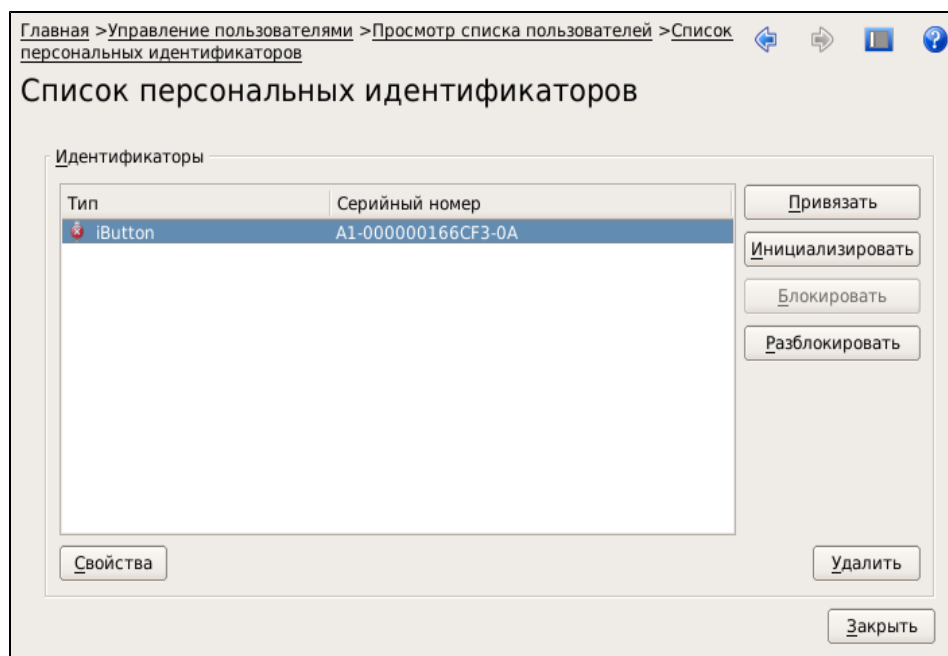 Главная >Управление пользователями >Просмотр списка пользователей >Список
персональных идентификаторов
Список персональных идентификаторов
Идентификаторы
Тип Серийный номер
iButton A1-000000166CF3-0A
Привязать
Инициализировать
Блокировать
Разблокировать
Свойства
Удалить
Закрыть